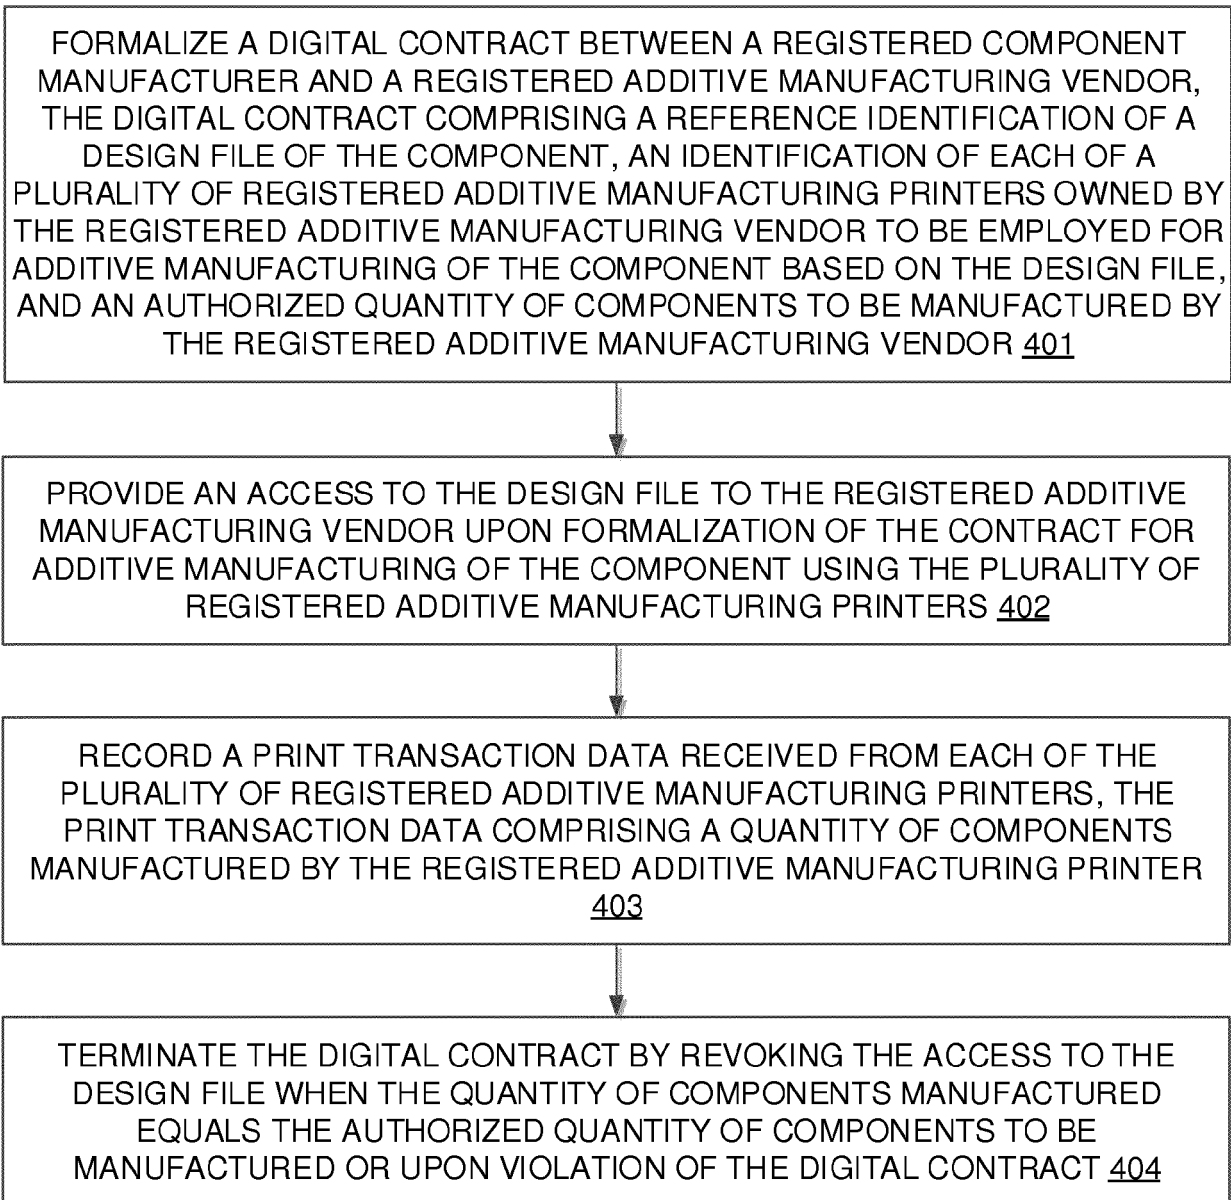 FORMALIZE A DIGITAL CONTRACT BETWEEN A REGISTERED COMPONENT
MANUFACTURER AND A REGISTERED ADDITIVE MANUFACTURING VENDOR,
THE DIGITAL CONTRACT COMPRISING A REFERENCE IDENTIFICATION OF A
DESIGN FILE OF THE COMPONENT, AN IDENTIFICATION OF EACH OF A
PLURALITY OF REGISTERED ADDITIVE MANUFACTURING PRINTERS OWNED BY
THE REGISTERED ADDITIVE MANUFACTURING VENDOR TO BE EMPLOYED FOR
ADDITIVE MANUFACTURING OF THE COMPONENT BASED ON THE DESIGN FILE,
AND AN AUTHORIZED QUANTITY OF COMPONENTS TO BE MANUFACTURED BY
THE REGISTERED ADDITIVE MANUFACTURING VENDOR 401
PROVIDE AN ACCESS TO THE DESIGN FILE TO THE REGISTERED ADDITIVE
MANUFACTURING VENDOR UPON FORMALIZATION OF THE CONTRACT FOR
ADDITIVE MANUFACTURING OF THE COMPONENT USING THE PLURALITY OF
REGISTERED ADDITIVE MANUFACTURING PRINTERS 402
RECORD A PRINT TRANSACTION DATA RECEIVED FROM EACH OF THE
PLURALITY OF REGISTERED ADDITIVE MANUFACTURING PRINTERS, THE
PRINT TRANSACTION DATA COMPRISING A QUANTITY OF COMPONENTS
MANUFACTURED BY THE REGISTERED ADDITIVE MANUFACTURING PRINTER
403
TERMINATE THE DIGITAL CONTRACT BY REVOKING THE ACCESS TO THE
DESIGN FILE WHEN THE QUANTITY OF COMPONENTS MANUFACTURED
EQUALS THE AUTHORIZED QUANTITY OF COMPONENTS TO BE
MANUFACTURED OR UPON VIOLATION OF THE DIGITAL CONTRACT 404